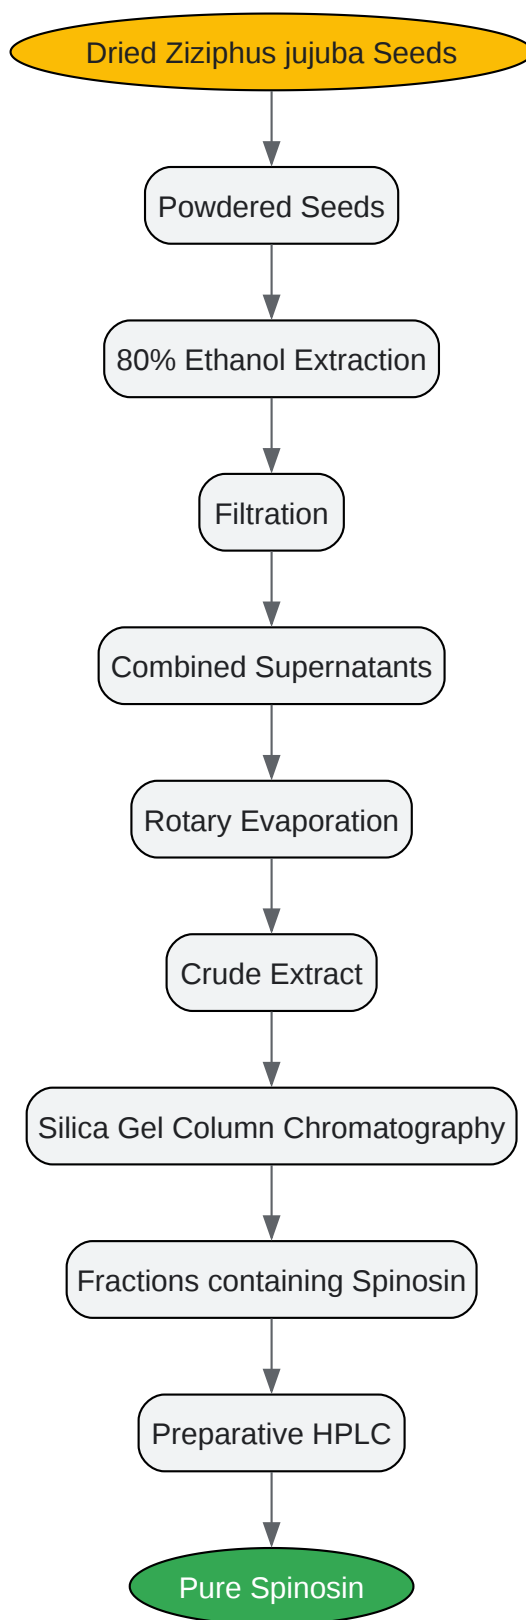 Dried Ziziphus jujuba Seeds
Powdered Seeds
80% Ethanol Extraction
Filtration
Combined Supernatants
Rotary Evaporation
Crude Extract
Silica Gel Column Chromatography
Fractions containing Spinosin
Preparative HPLC
Pure Spinosin